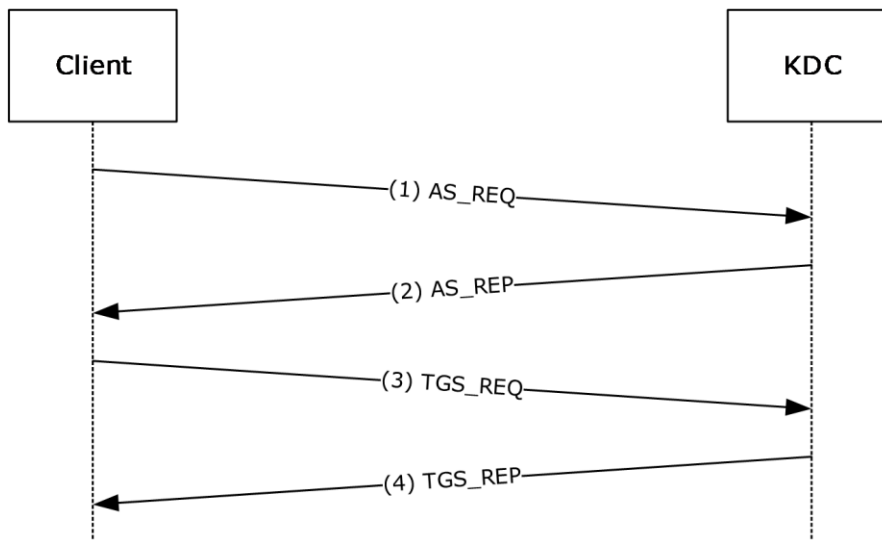 Client
KDC
(1) AS_REQ
(2) AS_REP
(3) TGS_REQ
(4) TGS_REP